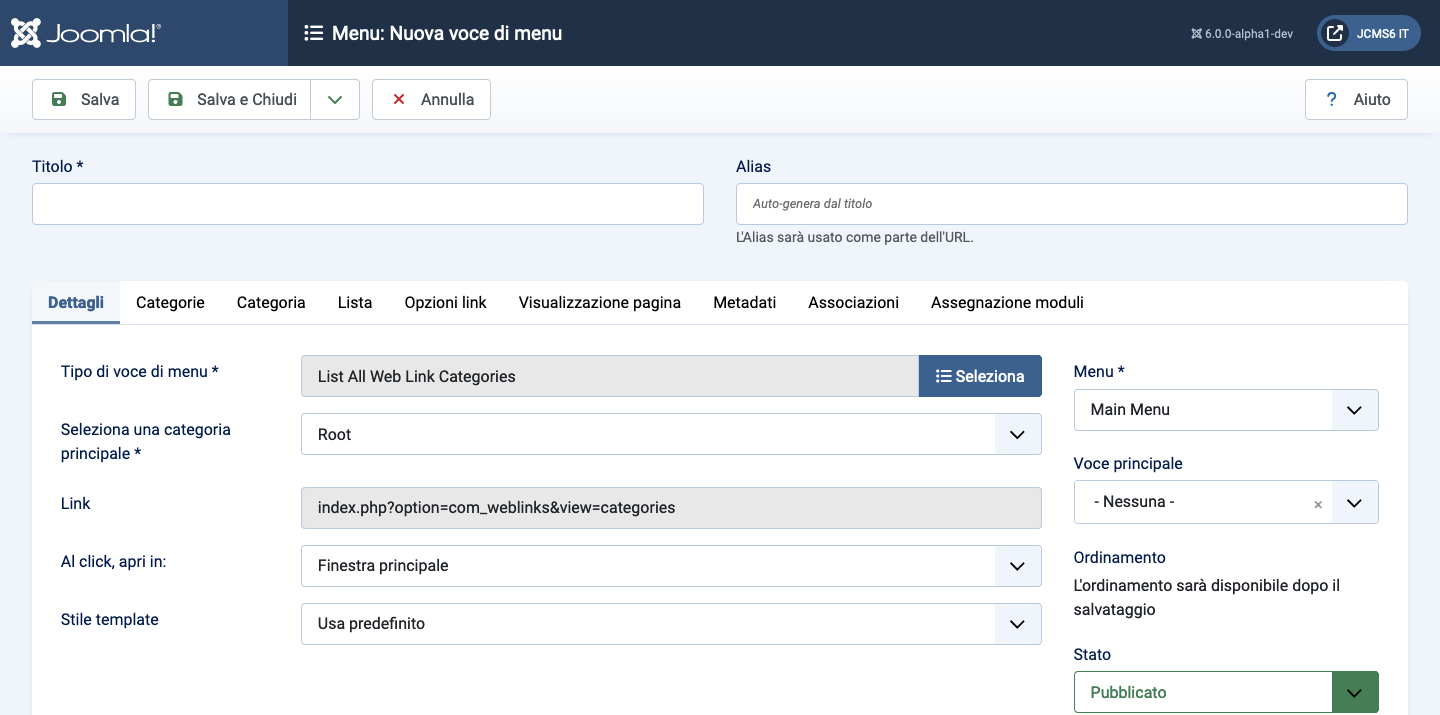 Joomla!®
Menu: Nuova voce di menu
6.0.0-alpha1-dev
JCMS6 IT
Salva
Salva e Chiudi
Annulla
? Aiuto
Titolo *
Alias
Auto-genera dal titolo
L'Alias sarà usato come parte dell'URL.
Dettagli Categorie Categoria Lista Opzioni link Visualizzazione pagina Metadati Associazioni Assegnazione moduli
Tipo di voce di menu *
List All Web Link Categories
Seleziona
Seleziona una categoria
principale *
Root
Link
index.php?option=com_weblinks&view=categories
Al click, apri in:
Finestra principale
Stile template
Usa predefinito
Menu *
Main Menu
Voce principale
- Nessuna -
×
Ordinamento
L'ordinamento sarà disponibile dopo il
salvataggio
Stato
Pubblicato